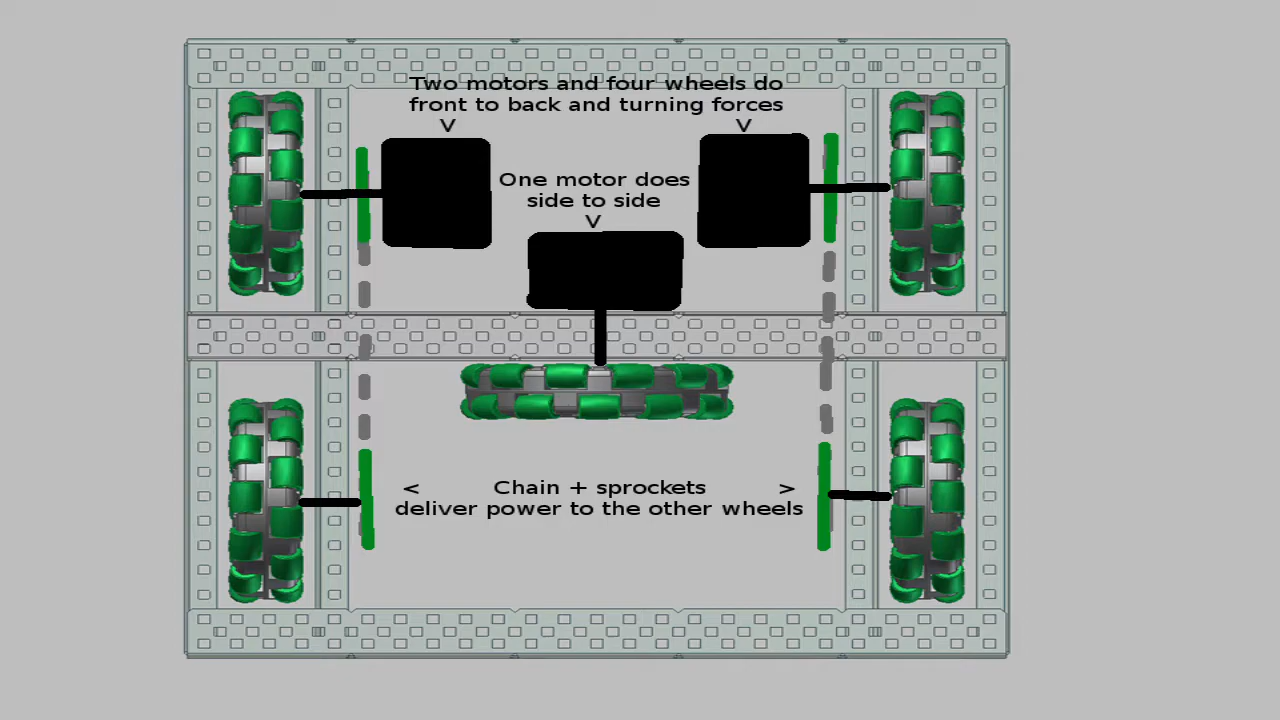 Two motors and four wheels do
front to back and turning forces
V V
One motor does
side to side
V
< Chain + sprockets >
deliver power to the other wheels